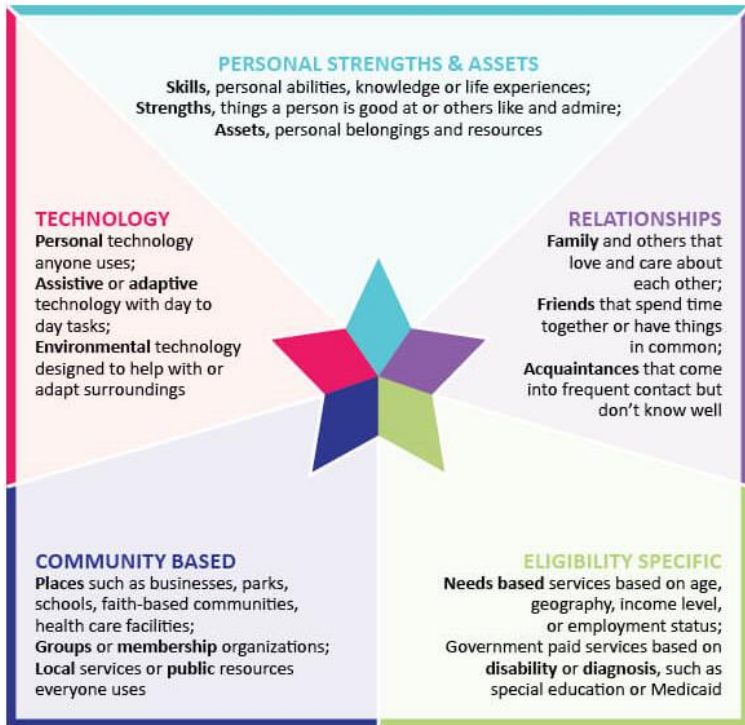 PERSONAL STRENGTHS & ASSETS
Skills, personal abilities, knowledge or life experiences;
Strengths, things a person is good at or others like and admire;
Assets, personal belongings and resources
TECHNOLOGY
Personal technology
anyone uses;
Assistive or adaptive
technology with day to
day tasks;
Environmental technology
designed to help with or
adapt surroundings
RELATIONSHIPS
Family and others that
love and care about
each other;
Friends that spend time
together or have things
in common;
Acquaintances that come
into frequent contact but
don't know well
COMMUNITY BASED
Places such as businesses, parks,
schools, faith-based communities,
health care facilities;
Groups or membership organizations;
Local services or public resources
everyone uses
ELIGIBILITY SPECIFIC
Needs based services based on age,
geography, income level,
or employment status;
Government paid services based on
disability or diagnosis, such as
special education or Medicaid